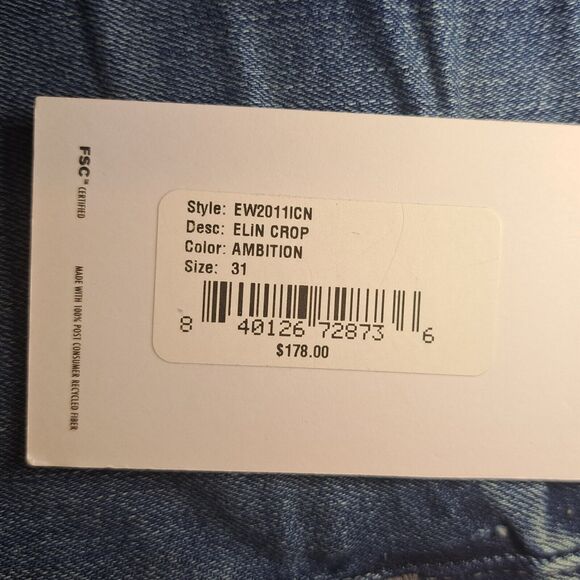 FSC™ CERTIFIED
MADE WITH 100% POST CONSUMER RECYCLED FIBER
Style: EW2011ICN
Desc: ELiN CROP
Color: AMBITION
Size: 31
8 40126 72873 6
$178.00